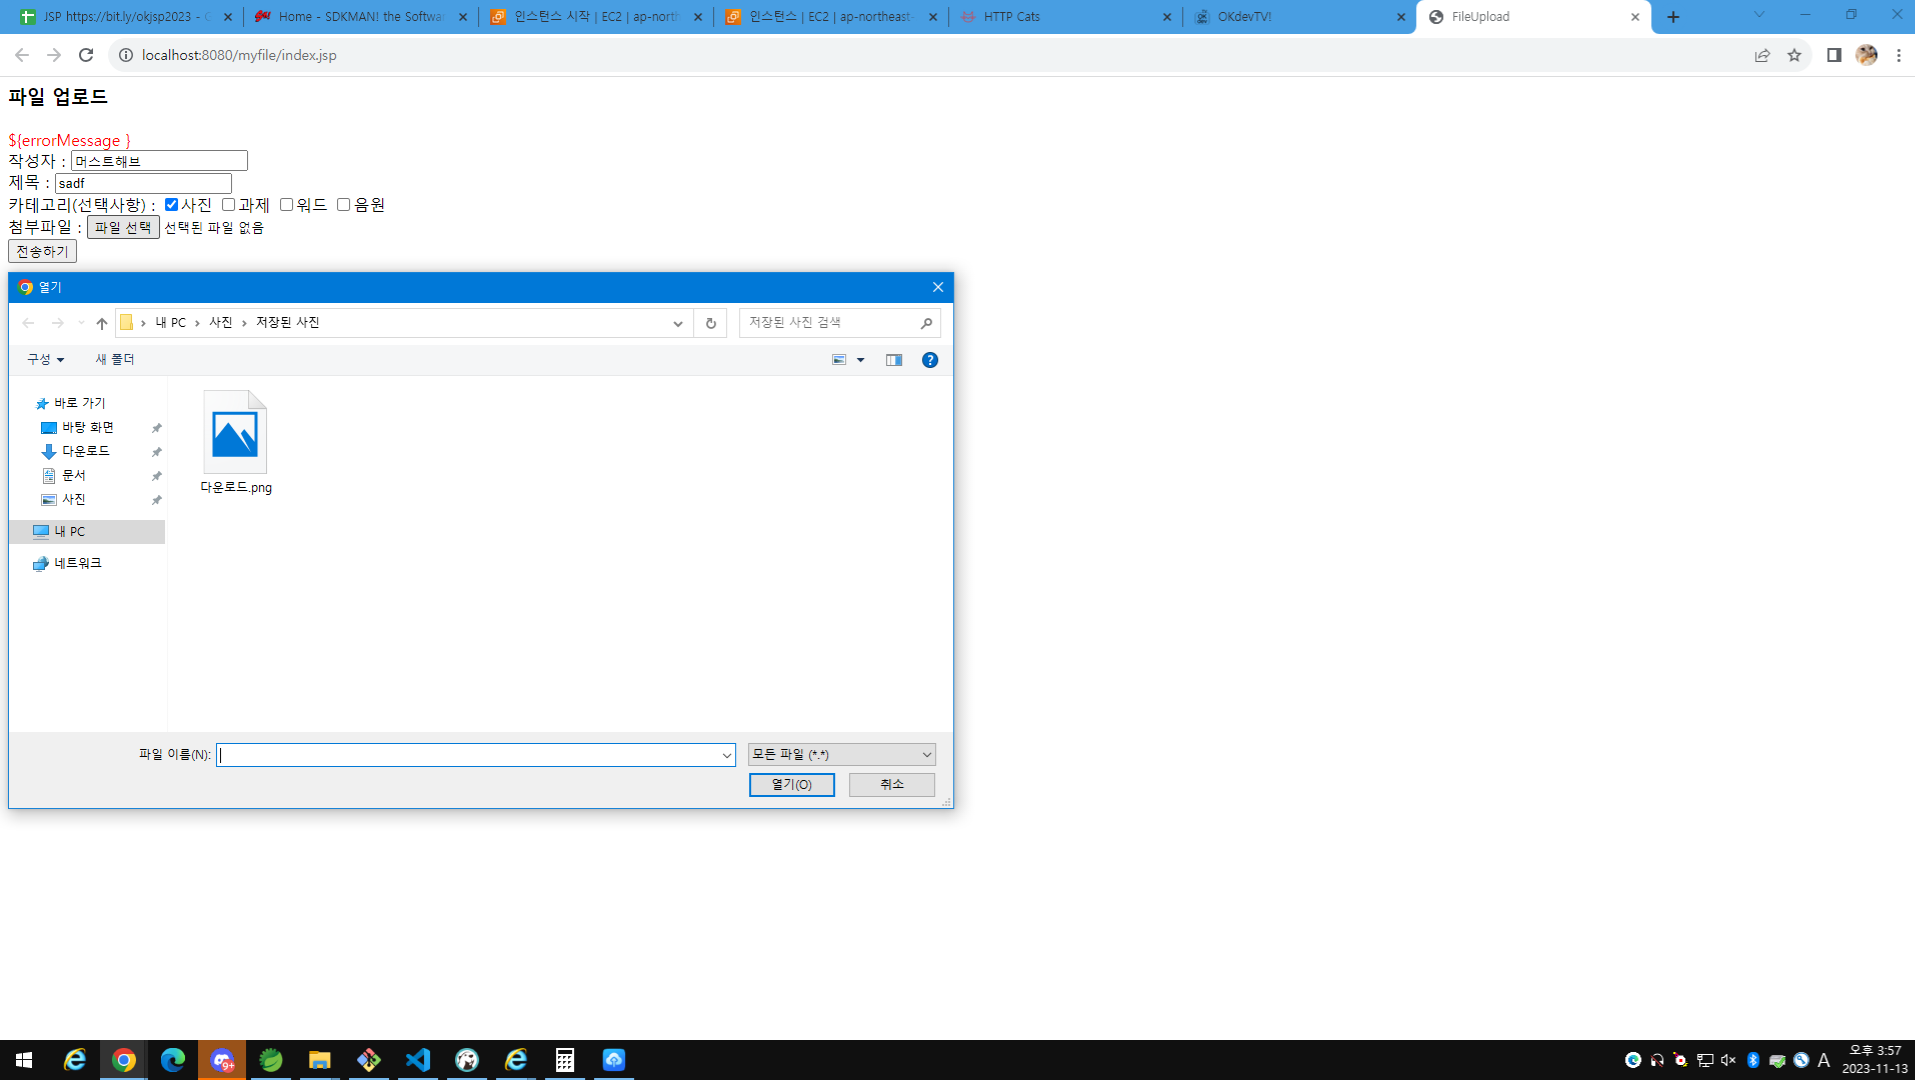 JSP https://bit.ly/okjsp2023 -
Home - SDKMAN! the Softwa
인스턴스 시작 | EC2 | ap-north
인스턴스 | EC2 | ap-northeast-
HTTP Cats
OKdevTV!
FileUpload
localhost:8080/myfile/index.jsp
파일 업로드
${errorMessage }
작성자 : 머스트해브
제목 : sadf
카테고리(선택사항) : 사진 과제 워드 음원
첨부파일 : 파일 선택 선택된 파일 없음
전송하기
열기
내 PC › 사진 › 저장된 사진
저장된 사진 검색
구성 새 폴더
바로 가기
바탕 화면
다운로드
문서
사진
내 PC
네트워크
다운로드.png
파일 이름(N):
모든 파일 (*.*)
열기(O) 취소
9+
A
오후 3:57
2023-11-13